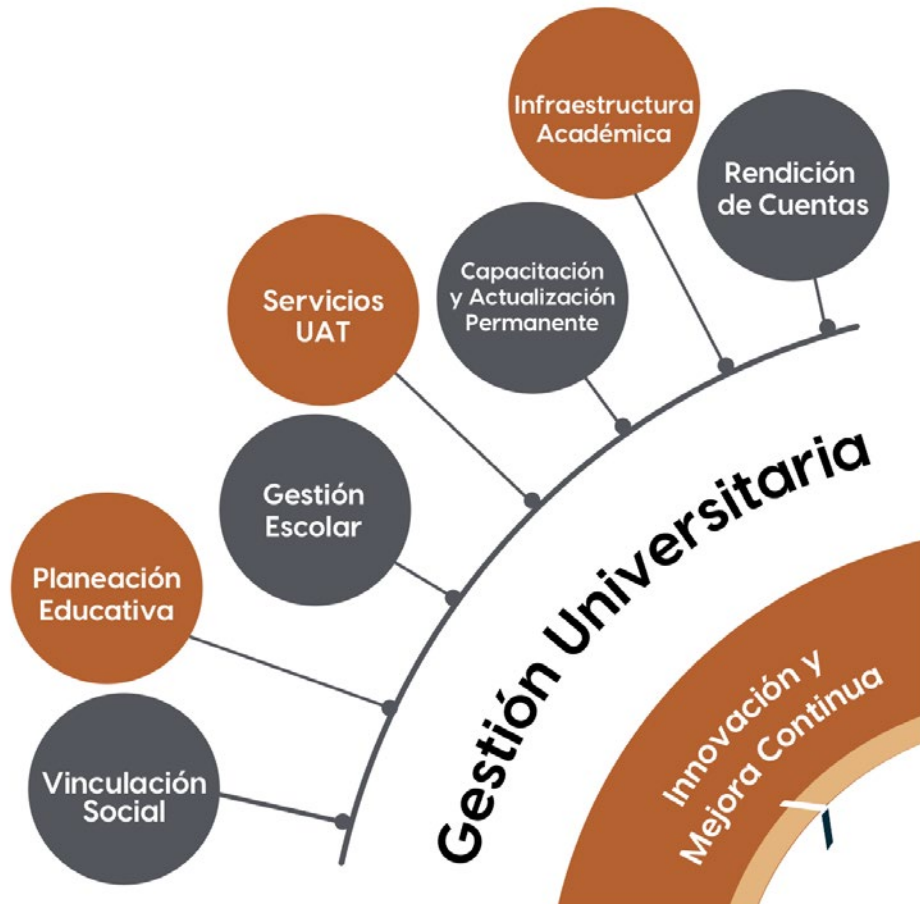 Infraestructura
Académica
Rendición
de Cuentas
Capacitación
y Actualización
Permanente
Servicios
UAT
Gestión
Escolar
Planeación
Educativa
Vinculación
Social
Gestión Universitaria
Innovación y
Mejora Continua